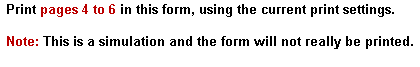 Print pages 4 to 6 in this form, using the current print settings.
Note: This is a simulation and the form will not really be printed.